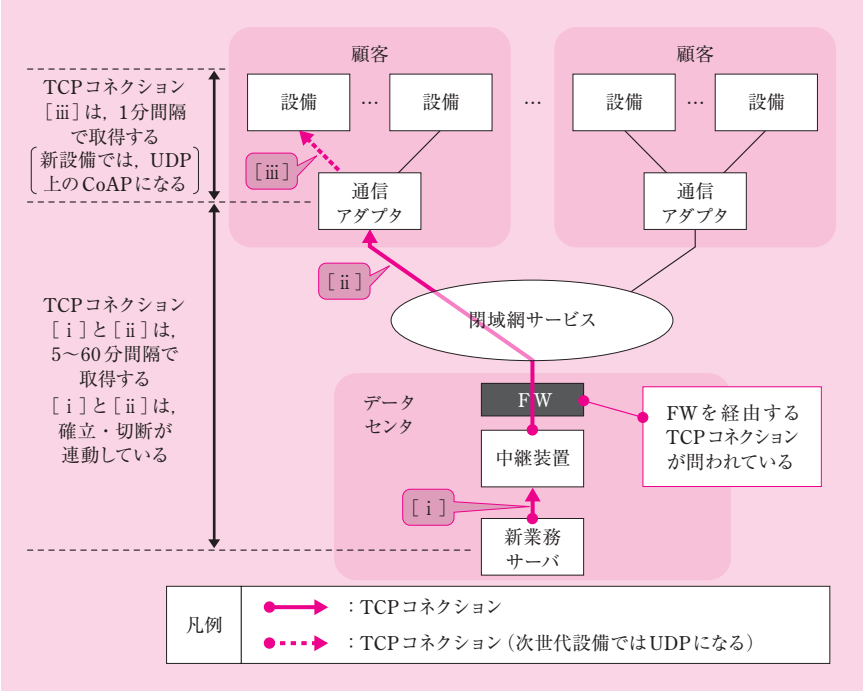 顧客
顧客
TCPコネクション
[ⅲ]は,1分間隔
で取得する
新設備では,UDP
上のCoAPになる
設備
…
設備
…
設備
…
設備
[ⅲ]
通信
アダプタ
通信
アダプタ
[ⅱ]
TCPコネクション
[ⅰ]と[ⅱ]は,
5～60分間隔で
取得する
[ⅰ]と[ⅱ]は,
確立・切断が
連動している
閉域網サービス
データ
センタ
FW
FWを経由する
TCPコネクション
が問われている
中継装置
[ⅰ]
新業務
サーバ
凡例
：TCPコネクション
：TCPコネクション（次世代設備ではUDPになる）